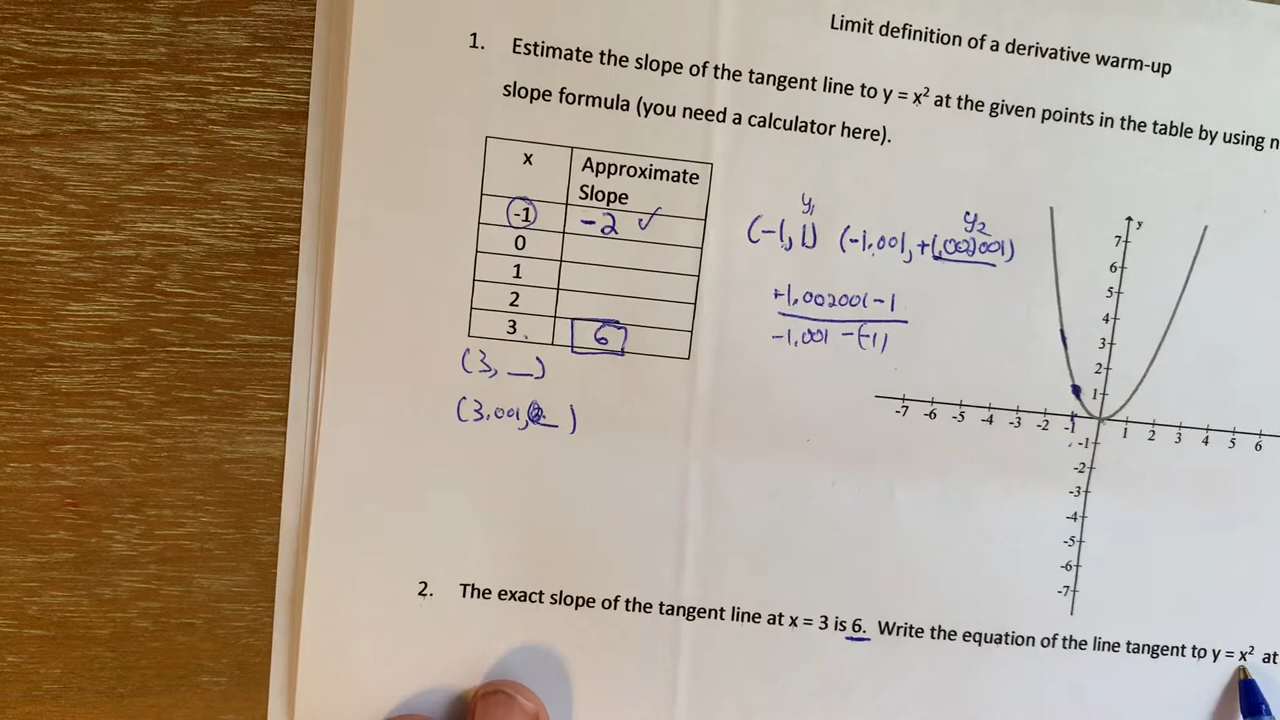 Limit definition of a derivative warm-up
1. Estimate the slope of the tangent line to y = x² at the given points in the table by using n
slope formula (you need a calculator here).
x Approximate Slope
-1 -2 ✓
0
1
2
3 6
(3, _)
(3.001, )
y₁ y₂
(-1, 1) (-1.001, +1.002001)
+1.002001 - 1
-1.001 - (-1)
y
7
6
5
4
3
2
1
-7 -6 -5 -4 -3 -2 -1 1 2 3 4 5 6
-1
-2
-3
-4
-5
-6
-7
2. The exact slope of the tangent line at x = 3 is 6. Write the equation of the line tangent to y = x² at